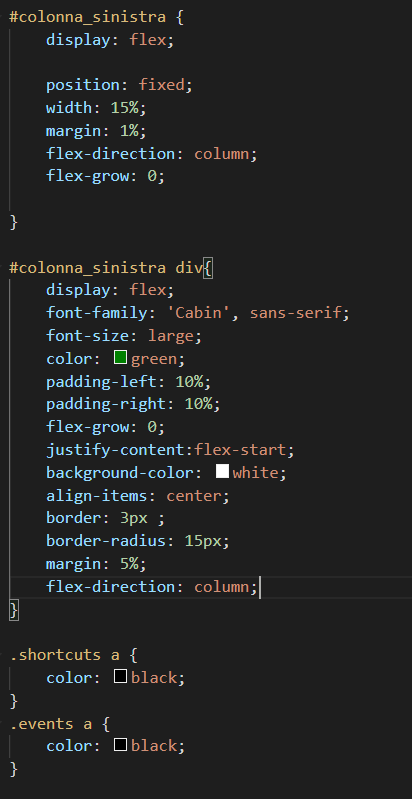 #colonna_sinistra {
display: flex;
position: fixed;
width: 15%;
margin: 1%;
flex-direction: column;
flex-grow: 0;
}
#colonna_sinistra div{
display: flex;
font-family: 'Cabin', sans-serif;
font-size: large;
color: green;
padding-left: 10%;
padding-right: 10%;
flex-grow: 0;
justify-content:flex-start;
background-color: white;
align-items: center;
border: 3px ;
border-radius: 15px;
margin: 5%;
flex-direction: column;
}
.shortcuts a {
color: black;
}
.events a {
color: black;
}